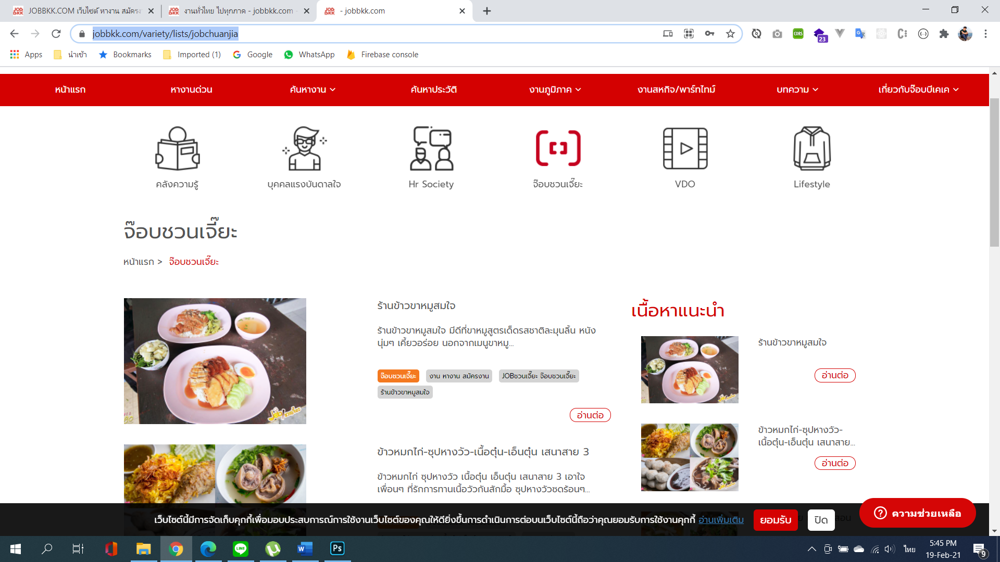 JOBBKK.COM เว็บไซต์ หางาน สมัครงา
งานทั่วไทย ไปทุกภาค - jobbkk.com -
- jobbkk.com
jobbkk.com/variety/lists/jobchuanjia
23
Apps
นำเข้า
Bookmarks
Imported (1)
Google
WhatsApp
Firebase console
หน้าแรก
หางานด่วน
ค้นหางาน
ค้นหาประวัติ
งานภูมิภาค
งานสหกิจ/พาร์ทไทม์
บทความ
เกี่ยวกับจ๊อบบีเคเค
คลังความรู้
บุคคลแรงบันดาลใจ
Hr Society
จ๊อบชวนเจี๊ยะ
VDO
Lifestyle
จ๊อบชวนเจี๊ยะ
หน้าแรก > จ๊อบชวนเจี๊ยะ
ร้านข้าวขาหมูสมใจ
ร้านข้าวขาหมูสมใจ มีดีที่ขาหมูสูตรเด็ดรสชาติละมุนลิ้น หนัง
นุ่มๆ เคี้ยวอร่อย นอกจากเมนูขาหมู...
จ๊อบชวนเจี๊ยะ
งาน หางาน สมัครงาน
JOBชวนเจี๊ยะ จ๊อบชวนเจี๊ยะ
ร้านข้าวขาหมูสมใจ
อ่านต่อ
ข้าวหมกไก่-ซุปหางวัว-เนื้อตุ๋น-เอ็นตุ๋น เสนาสาย 3
ข้าวหมกไก่ ซุปหางวัว เนื้อตุ๋น เอ็นตุ๋น เสนาสาย 3 เอาใจ
เพื่อนๆ ที่รักการทานเนื้อวัวกันสักมื้อ ซุปหางวัวซดร้อนๆ...
เนื้อหาแนะนำ
ร้านข้าวขาหมูสมใจ
อ่านต่อ
ข้าวหมกไก่-ซุปหางวัว-
เนื้อตุ๋น-เอ็นตุ๋น เสนาสาย...
อ่านต่อ
เว็บไซต์นี้มีการจัดเก็บคุกกี้เพื่อมอบประสบการณ์การใช้งานเว็บไซต์ของคุณให้ดียิ่งขึ้นการดำเนินการต่อบนเว็บไซต์นี้ถือว่าคุณยอมรับการใช้งานคุกกี้ อ่านเพิ่มเติม
ยอมรับ
ปิด
ความช่วยเหลือ
ไทย
5:45 PM
19-Feb-21
9